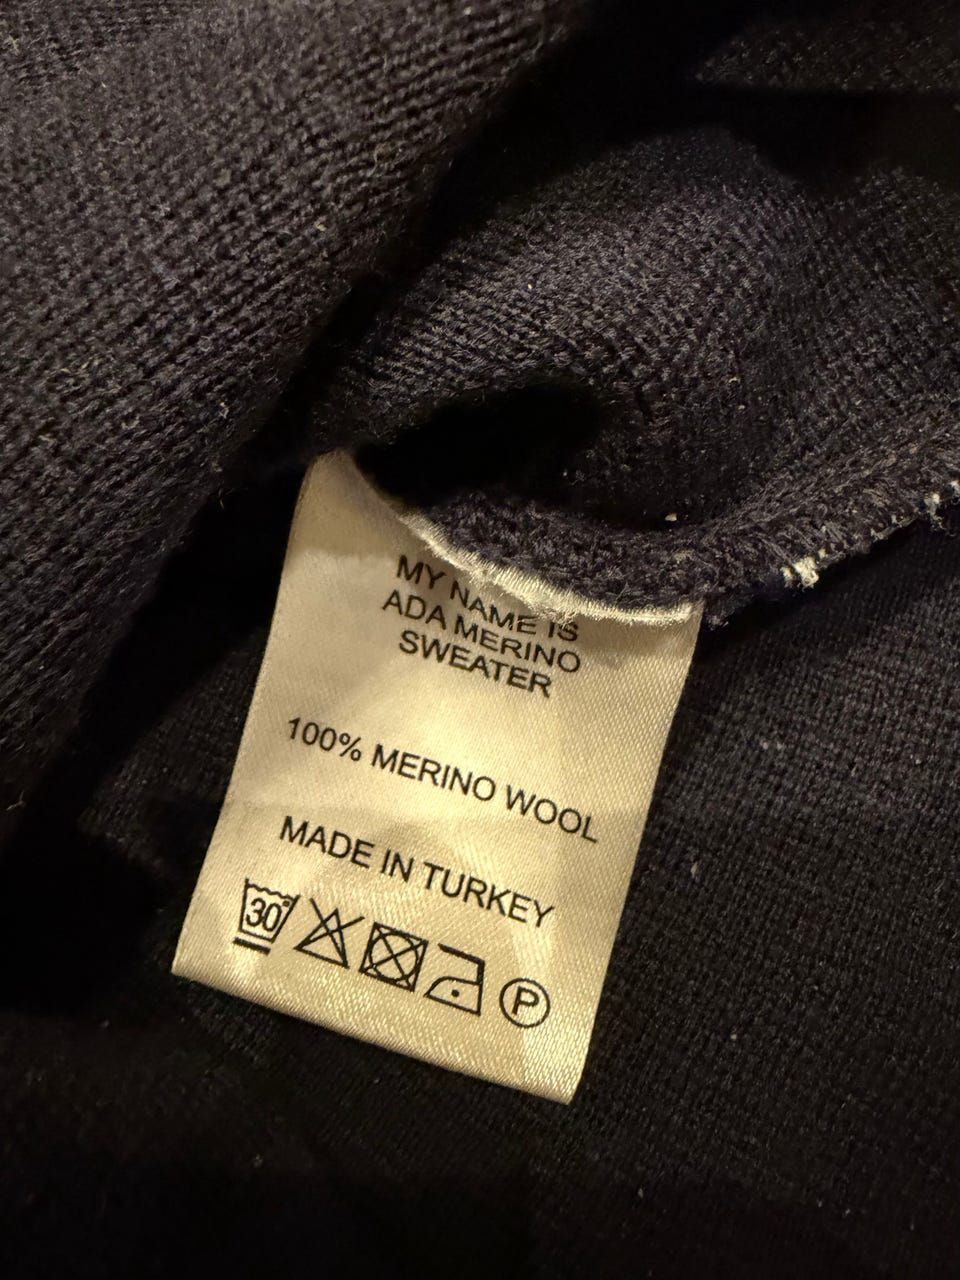 MY NAME IS
ADA MERINO
SWEATER
100% MERINO WOOL
MADE IN TURKEY
30°
P